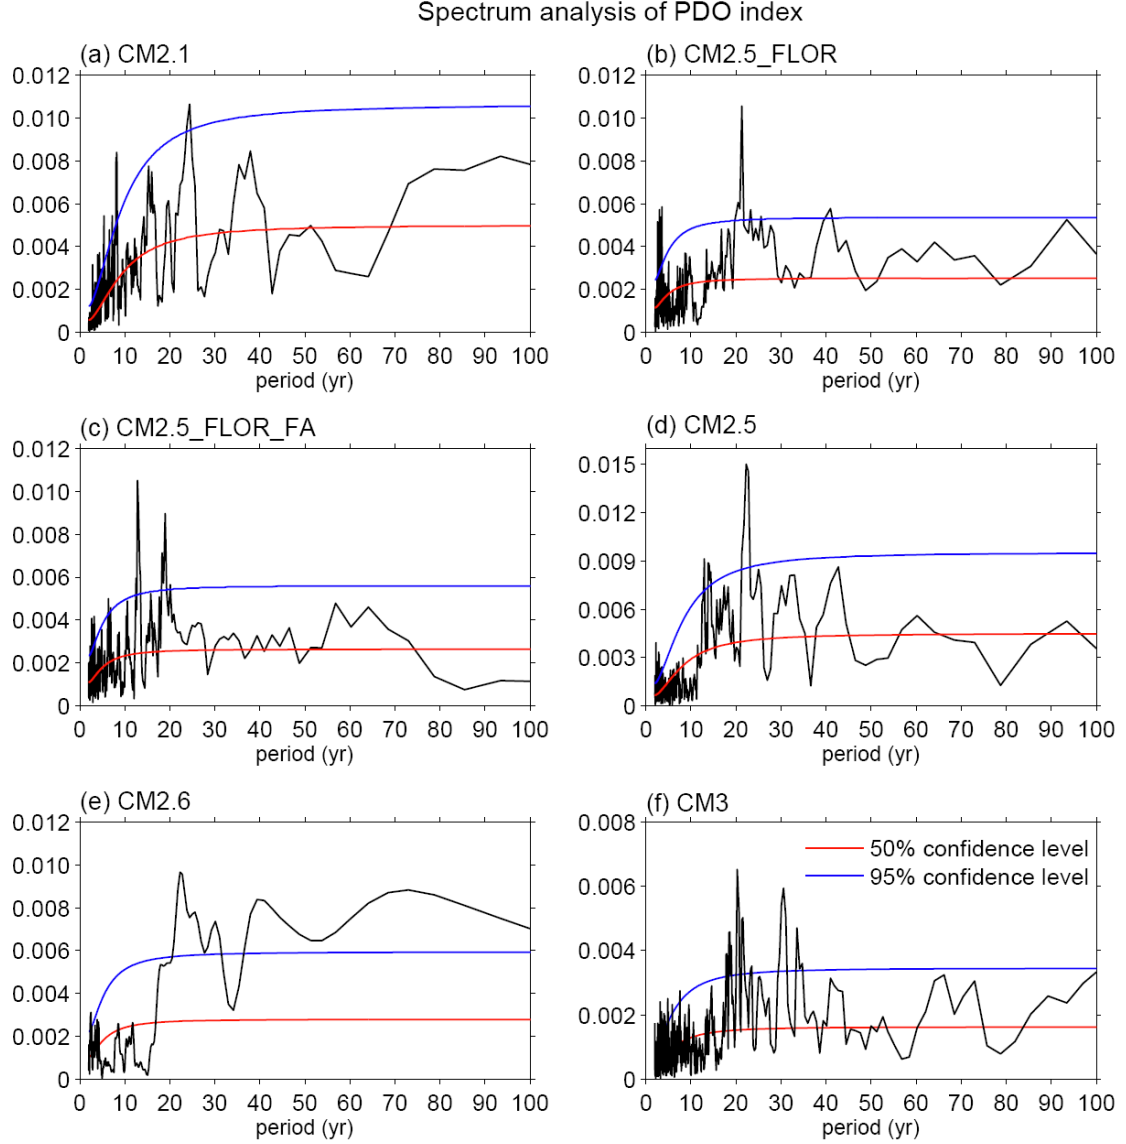 Spectrum analysis of PDO index
(a) CM2.1
0.012
0.010
0.008
0.006
0.004
0.002
0
0 10 20 30 40 50 60 70 80 90 100
period (yr)
(b) CM2.5_FLOR
0.012
0.010
0.008
0.006
0.004
0.002
0
0 10 20 30 40 50 60 70 80 90 100
period (yr)
(c) CM2.5_FLOR_FA
0.012
0.010
0.008
0.006
0.004
0.002
0
0 10 20 30 40 50 60 70 80 90 100
period (yr)
(d) CM2.5
0.015
0.012
0.009
0.006
0.003
0
0 10 20 30 40 50 60 70 80 90 100
period (yr)
(e) CM2.6
0.012
0.010
0.008
0.006
0.004
0.002
0
0 10 20 30 40 50 60 70 80 90 100
period (yr)
(f) CM3
0.008
0.006
0.004
0.002
0
50% confidence level
95% confidence level
0 10 20 30 40 50 60 70 80 90 100
period (yr)